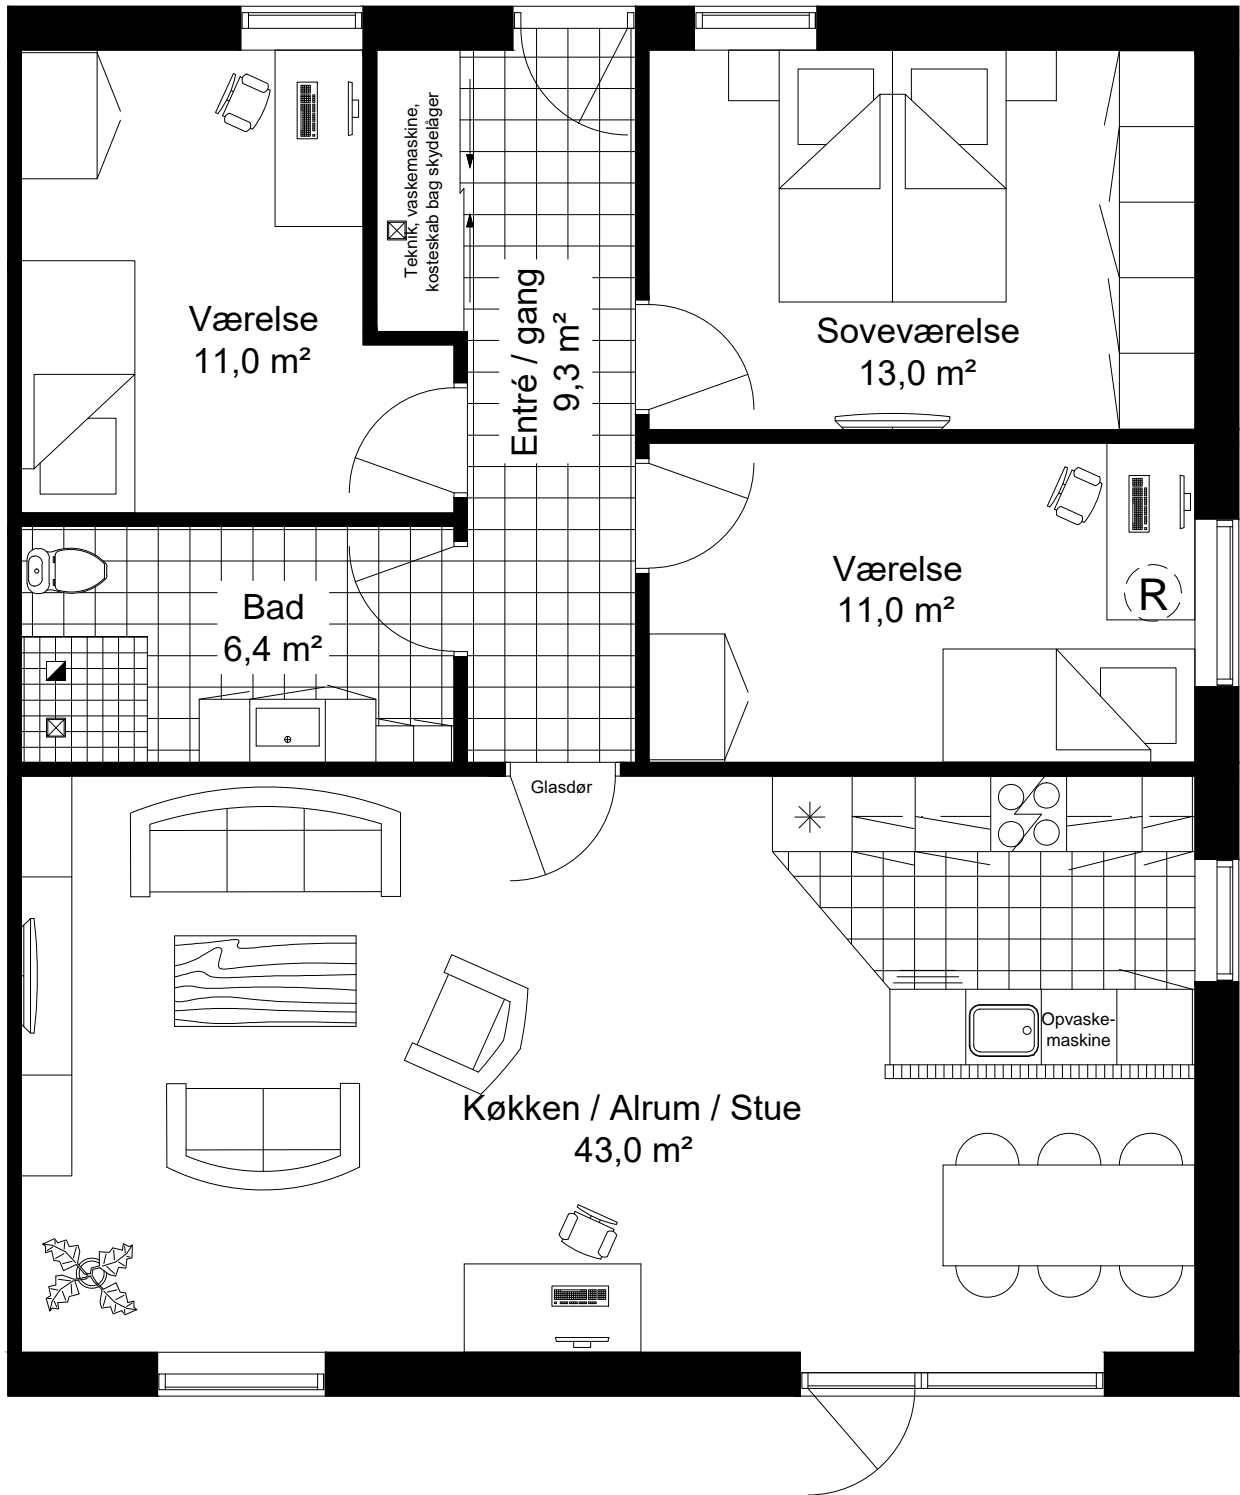 Teknik, vaskemaskine,
kosteskab bag skydelåger
Værelse
11,0 m²
Entré / gang
9,3 m²
Soveværelse
13,0 m²
Bad
6,4 m²
Værelse
11,0 m²
R
Glasdør
Opvaske-
maskine
Køkken / Alrum / Stue
43,0 m²